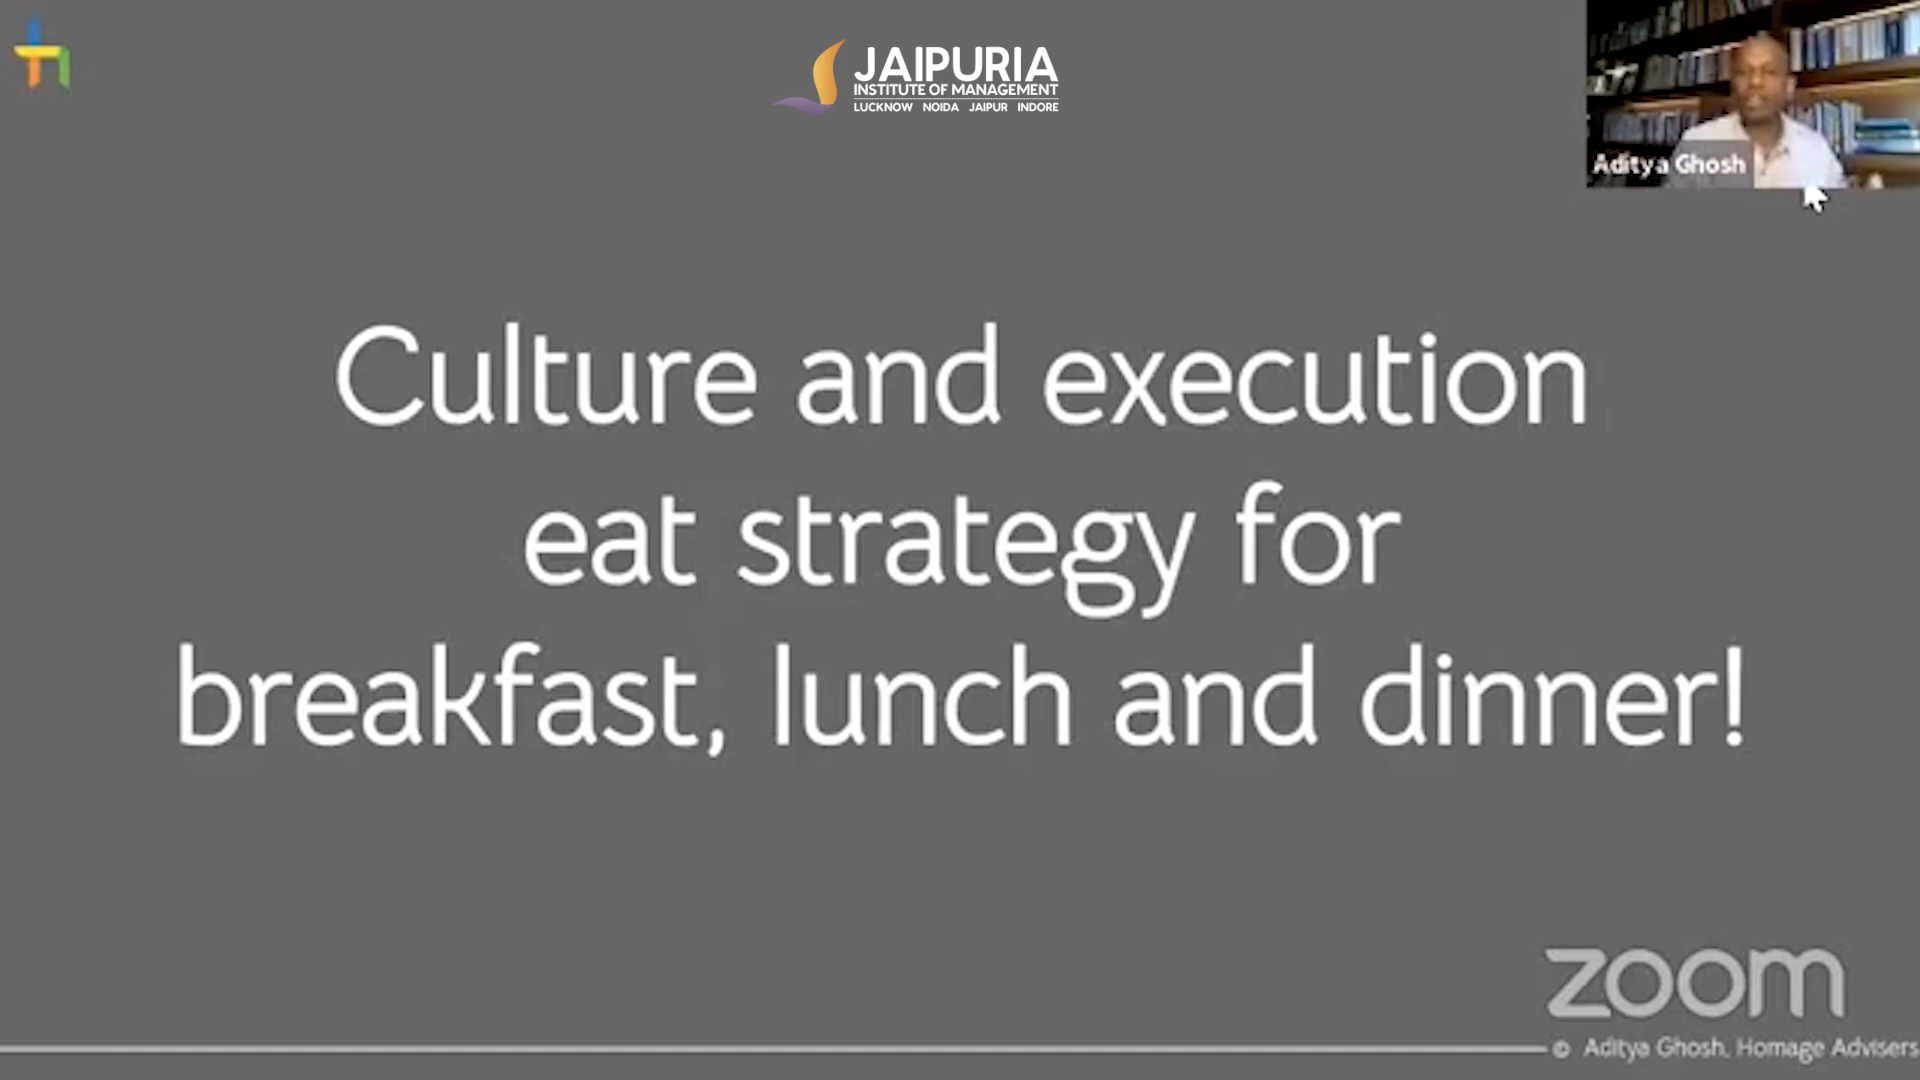 JAIPURIA
INSTITUTE OF MANAGEMENT
LUCKNOW NOIDA JAIPUR INDORE
Aditya Ghosh
Culture and execution
eat strategy for
breakfast, lunch and dinner!
zoom
© Aditya Ghosh, Homage Advisers